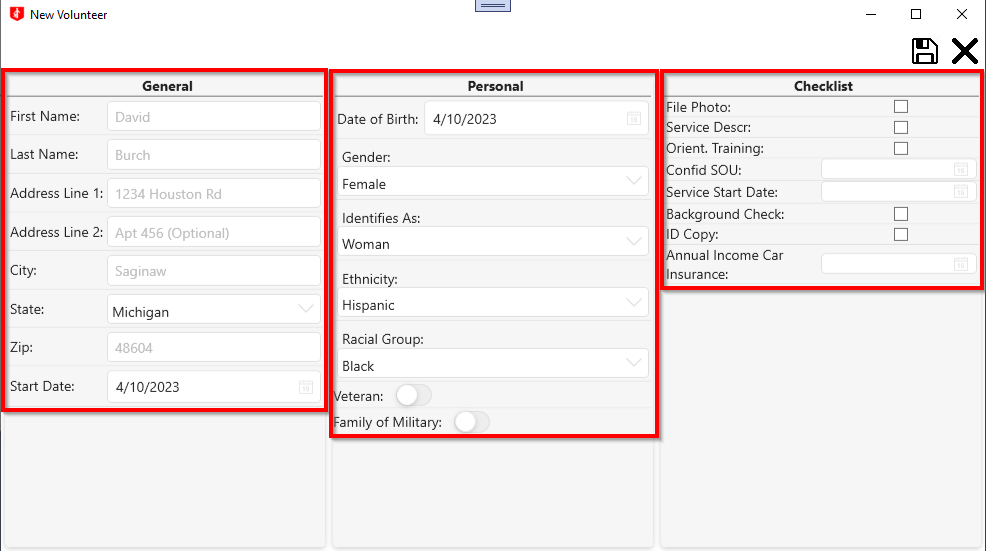 New Volunteer
General
First Name: David
Last Name: Burch
Address Line 1: 1234 Houston Rd
Address Line 2: Apt 456 (Optional)
City: Saginaw
State: Michigan
Zip: 48604
Start Date: 4/10/2023
Personal
Date of Birth: 4/10/2023
Gender:
Female
Identifies As:
Woman
Ethnicity:
Hispanic
Racial Group:
Black
Veteran:
Family of Military:
Checklist
File Photo:
Service Descr:
Orient. Training:
Confid SOU:
Service Start Date:
Background Check:
ID Copy:
Annual Income Car
Insurance: